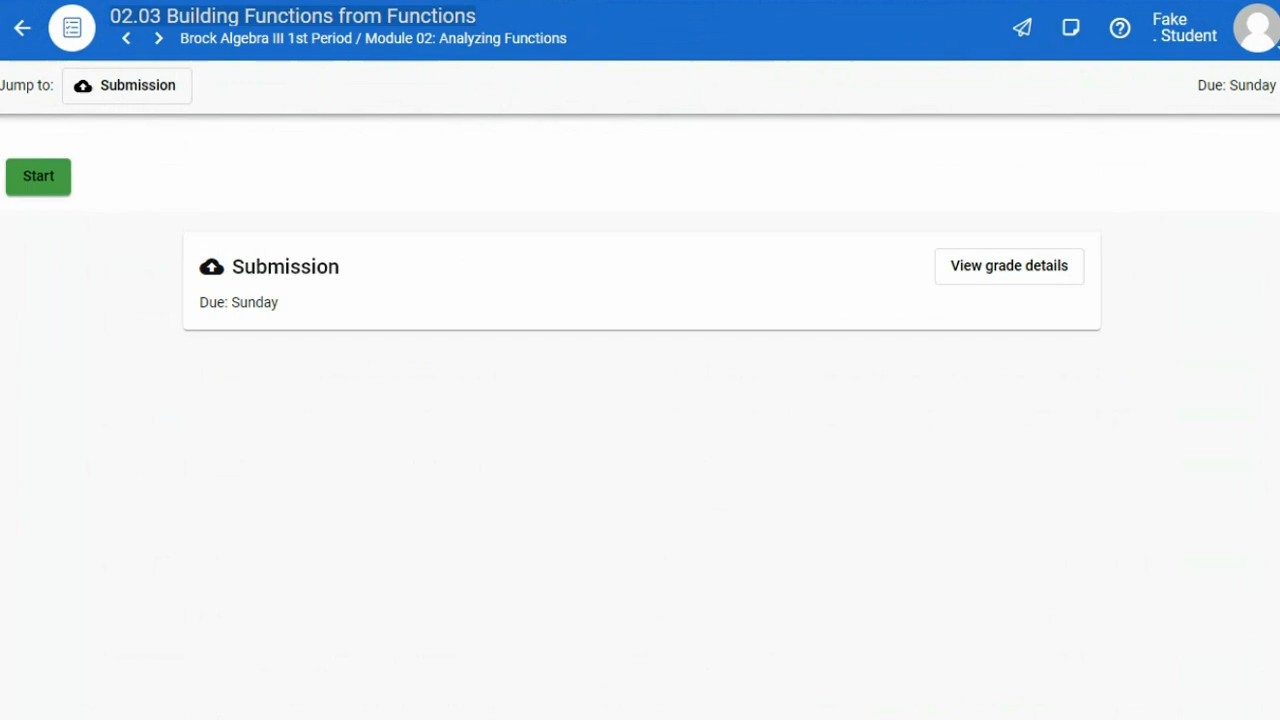 02.03 Building Functions from Functions
Brock Algebra III 1st Period / Module 02: Analyzing Functions
Fake
. Student
Jump to:
Submission
Due: Sunday
Start
Submission
View grade details
Due: Sunday